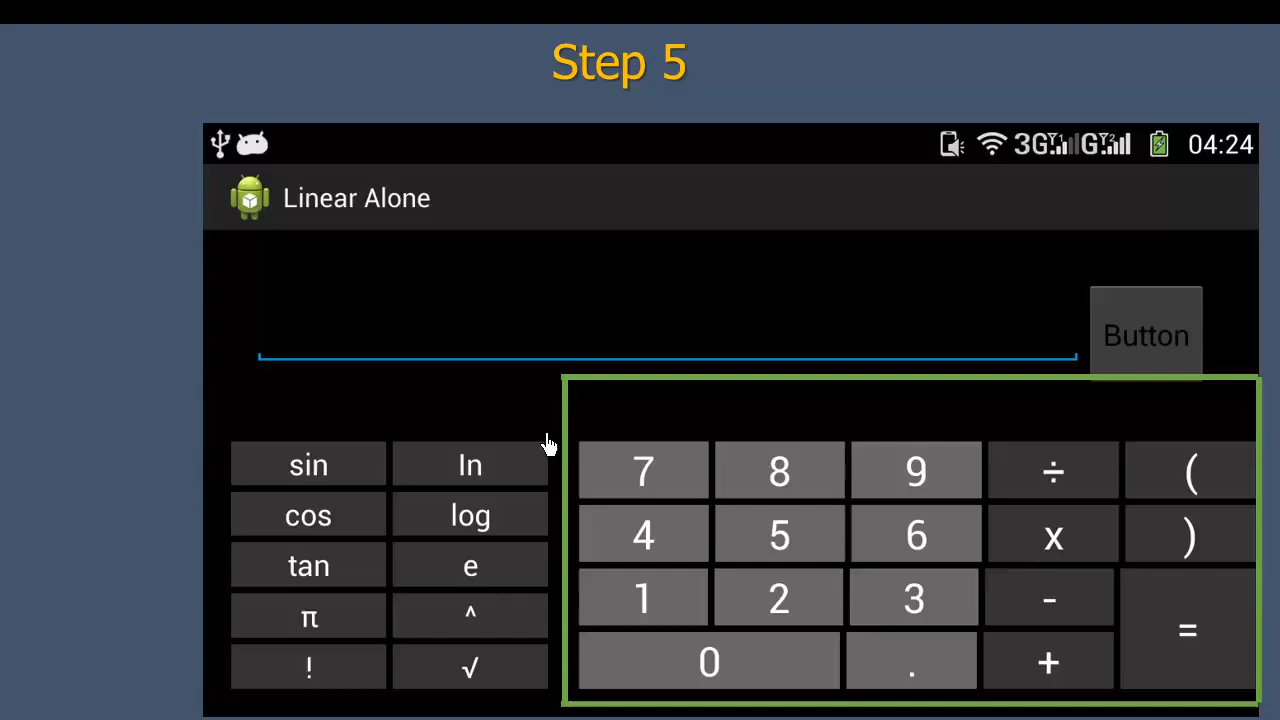 Step 5
3G G 04:24
Linear Alone
Button
sin ln 7 8 9 ÷ (
cos log 4 5 6 x )
tan e 1 2 3 -
π ^ =
! √ 0 . +